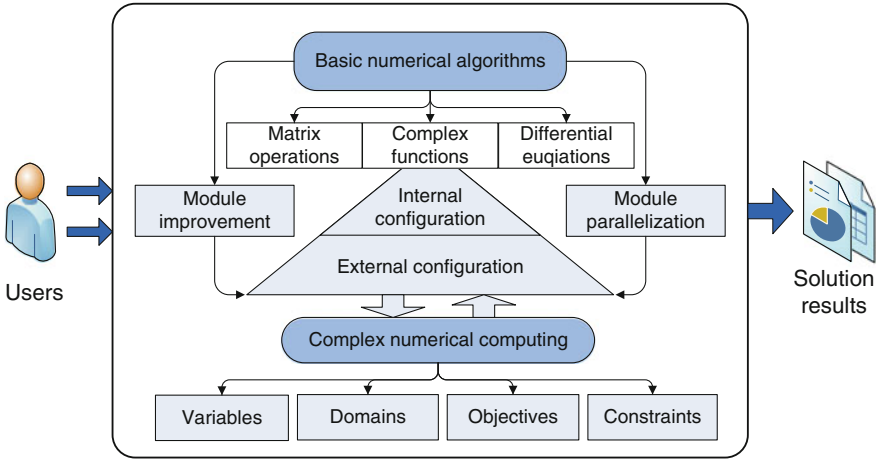 Basic numerical algorithms
Matrix
operations
Complex
functions
Differential
euqiations
Module
improvement
Internal
configuration
Module
parallelization
External configuration
Users
Solution
results
Complex numerical computing
Variables
Domains
Objectives
Constraints